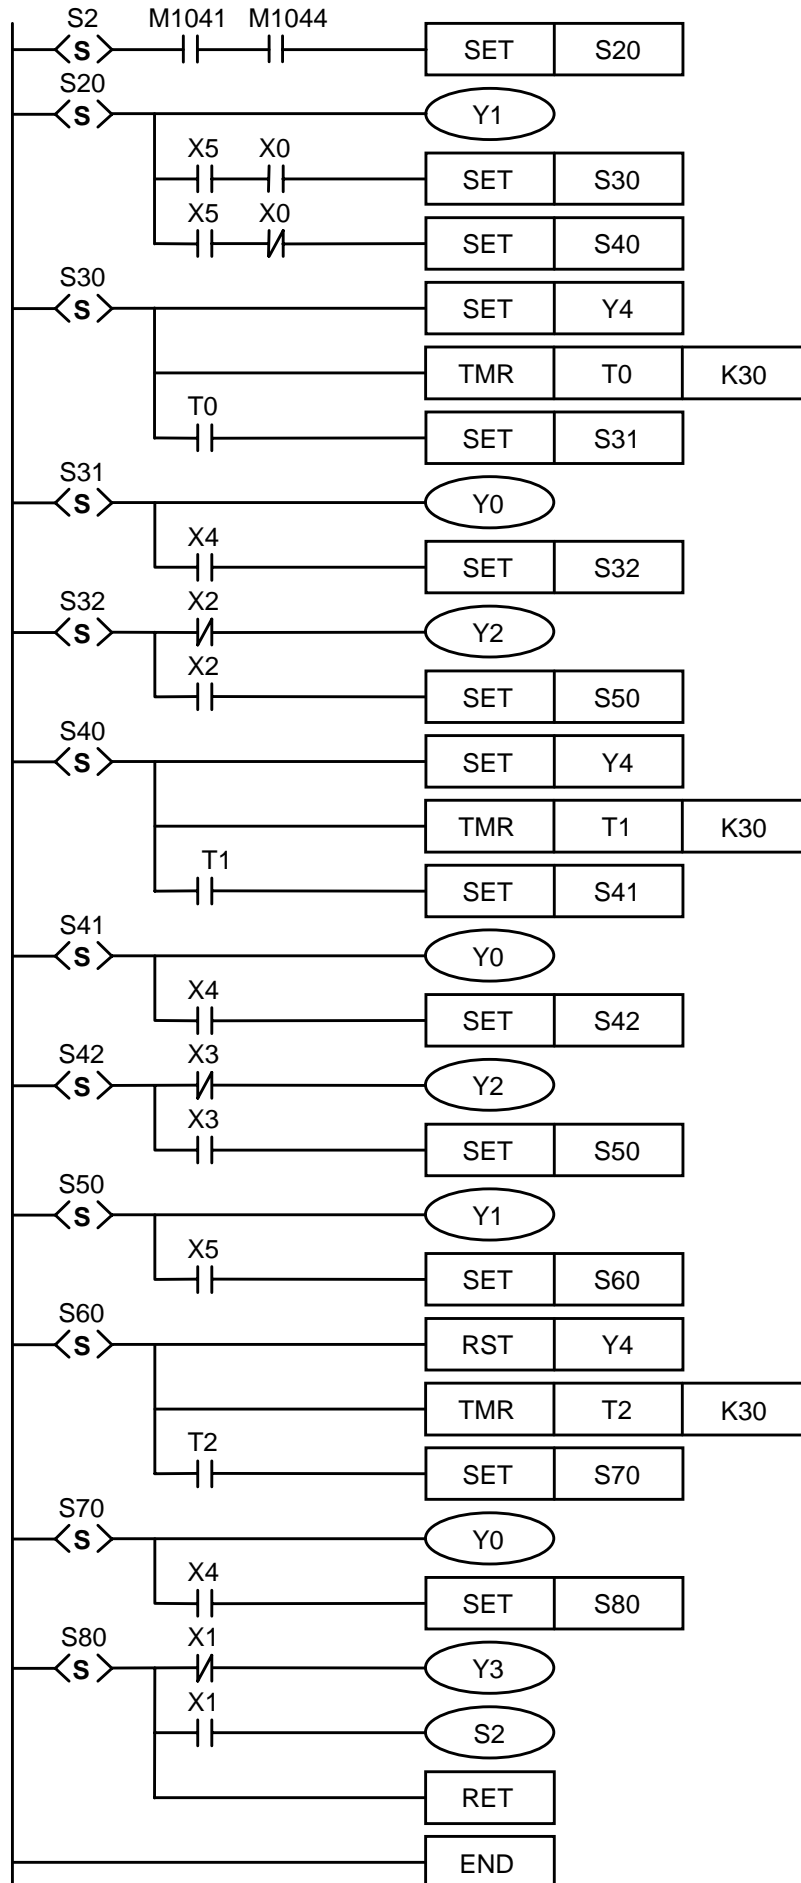 S2 M1041 M1044
S SET S20
S20
S Y1
X5 X0
SET S30
X5 X0
SET S40
S30
S SET Y4
TMR T0 K30
T0
SET S31
S31
S Y0
X4
SET S32
S32 X2
S Y2
X2
SET S50
S40
S SET Y4
TMR T1 K30
T1
SET S41
S41
S Y0
X4
SET S42
S42 X3
S Y2
X3
SET S50
S50
S Y1
X5
SET S60
S60
S RST Y4
TMR T2 K30
T2
SET S70
S70
S Y0
X4
SET S80
S80 X1
S Y3
X1
S2
RET
END